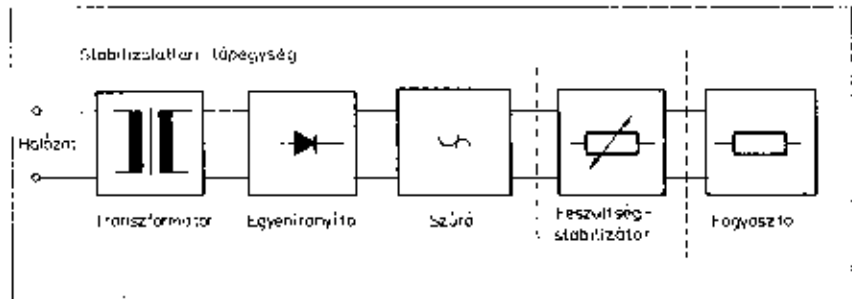 Stabilizálatlan tápegység
Hálózat
Transzformátor
Egyenirányító
Szűrő
Feszültség-
stabilizátor
Fogyasztó